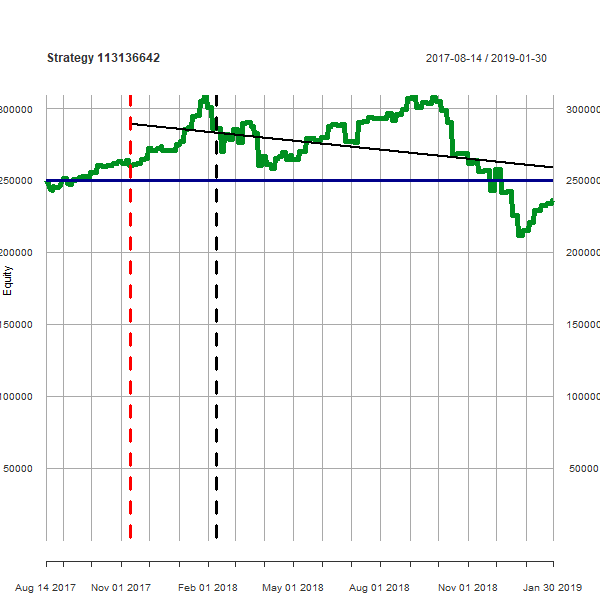 Strategy 113136642 2017-08-14 / 2019-01-30
300000 300000
250000 250000
200000 200000
Equity
150000 150000
100000 100000
50000 50000
Aug 14 2017 Nov 01 2017 Feb 01 2018 May 01 2018 Aug 01 2018 Nov 01 2018 Jan 30 2019